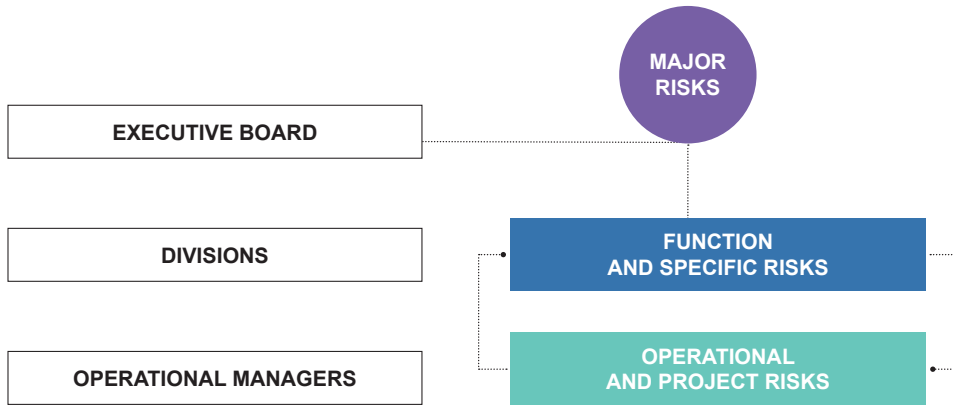 MAJOR
RISKS
EXECUTIVE BOARD
DIVISIONS
FUNCTION
AND SPECIFIC RISKS
OPERATIONAL MANAGERS
OPERATIONAL
AND PROJECT RISKS